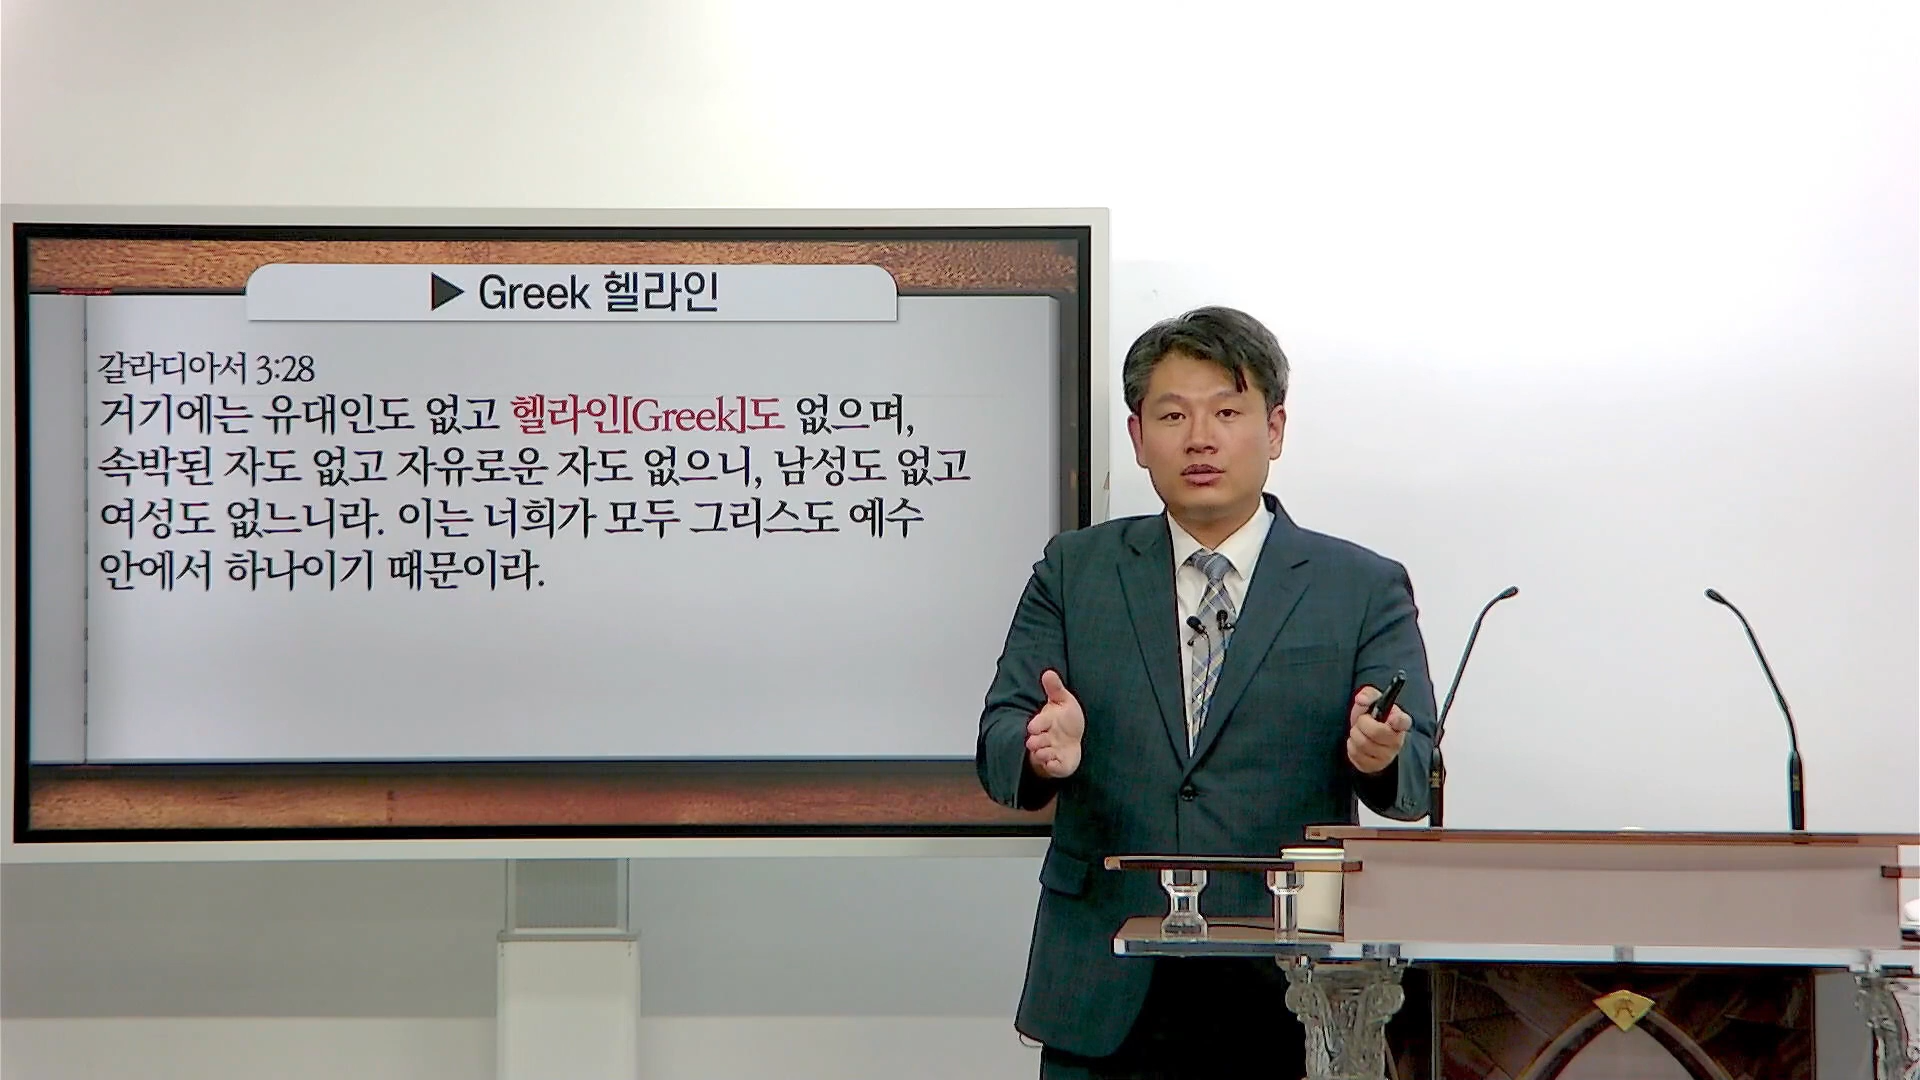 ▶ Greek 헬라인
갈라디아서 3:28
거기에는 유대인도 없고 헬라인[Greek]도 없으며,
속박된 자도 없고 자유로운 자도 없으니, 남성도 없고
여성도 없느니라. 이는 너희가 모두 그리스도 예수
안에서 하나이기 때문이라.